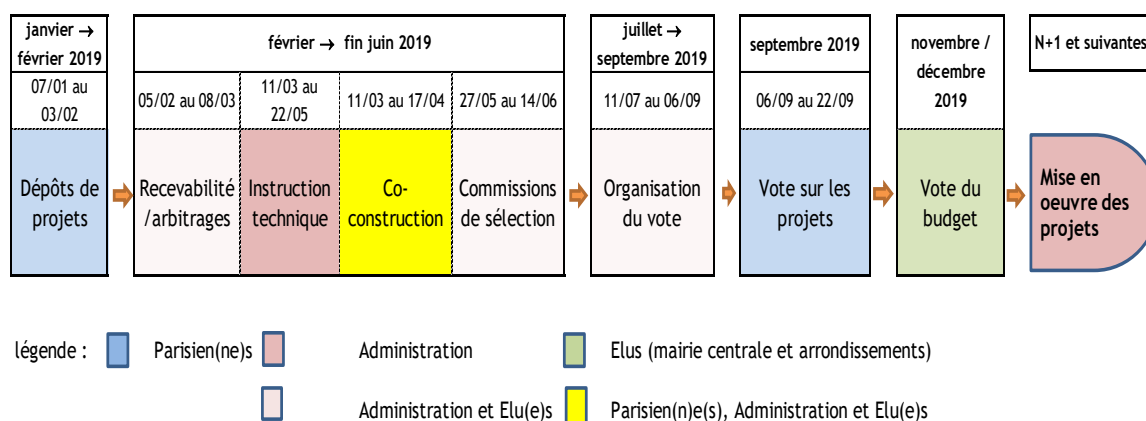 janvier →
février 2019
février → fin juin 2019
juillet →
septembre 2019
septembre 2019
novembre /
décembre
2019
N+1 et suivantes
07/01 au
03/02
05/02 au 08/03
11/03 au
22/05
11/03 au 17/04
27/05 au 14/06
11/07 au 06/09
06/09 au 22/09
Dépôts de
projets
Recevabilité
/arbitrages
Instruction
technique
Co-
construction
Commissions
de sélection
Organisation
du vote
Vote sur les
projets
Vote du
budget
Mise en
oeuvre des
projets
légende :
Parisien(ne)s
Administration
Elus (mairie centrale et arrondissements)
Administration et Elu(e)s
Parisien(n)e(s), Administration et Elu(e)s